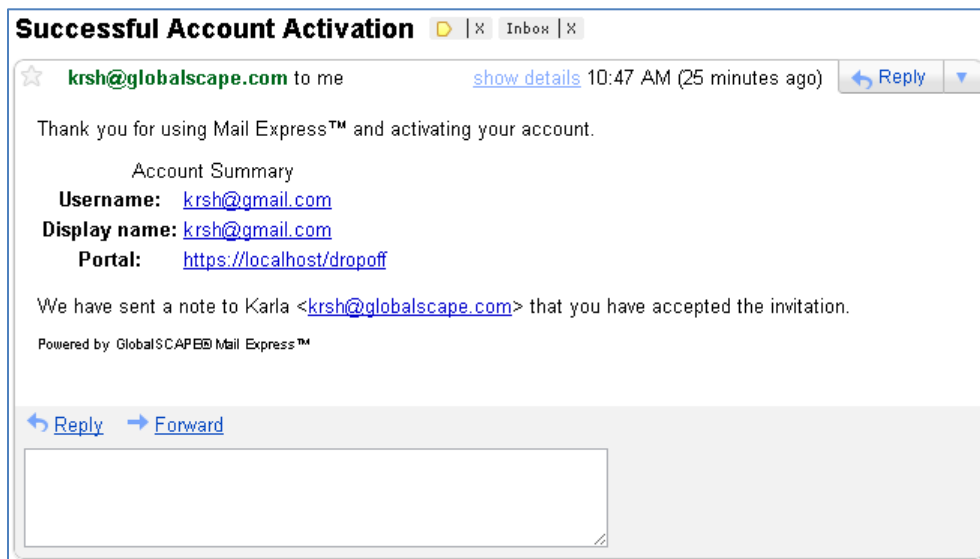 Successful Account Activation | X Inbox | X
krsh@globalscape.com to me show details 10:47 AM (25 minutes ago) Reply
Thank you for using Mail Express™ and activating your account.
Account Summary
Username: krsh@gmail.com
Display name: krsh@gmail.com
Portal: https://localhost/dropoff
We have sent a note to Karla <krsh@globalscape.com> that you have accepted the invitation.
Powered by GlobalSCAPE® Mail Express™
Reply Forward